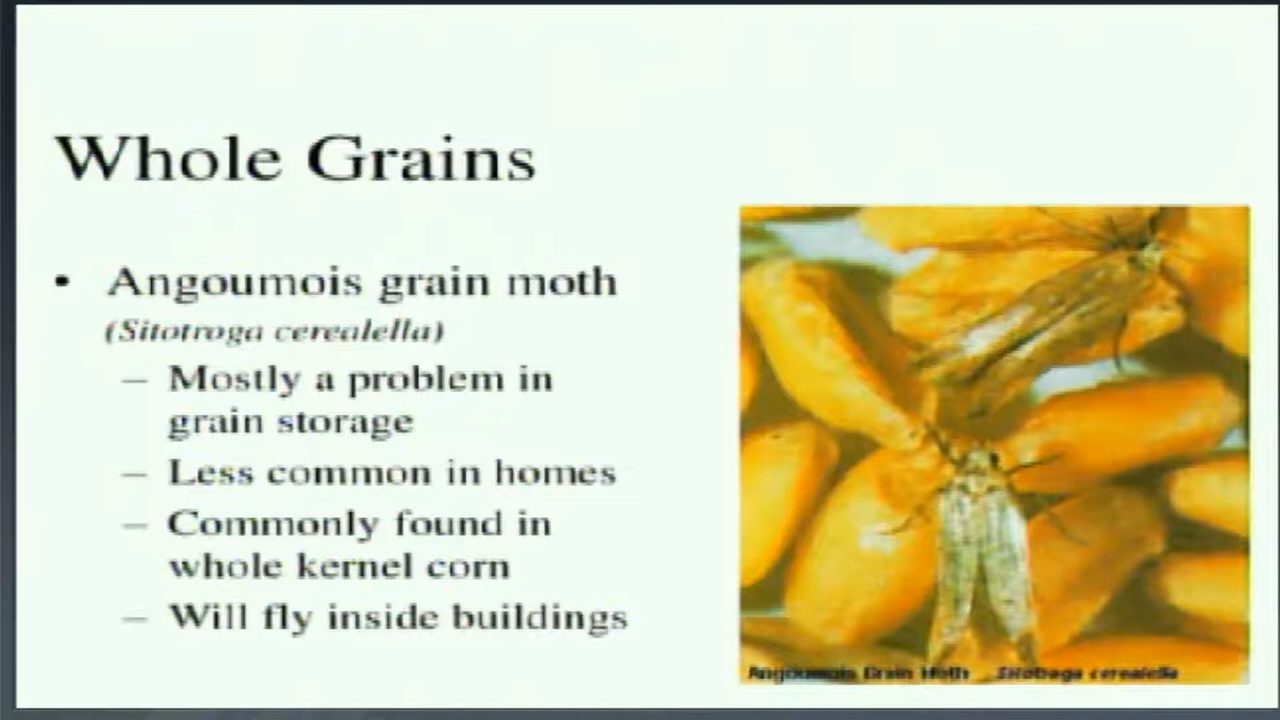 Whole Grains
• Angoumois grain moth
(Sitotroga cerealella)
– Mostly a problem in
grain storage
– Less common in homes
– Commonly found in
whole kernel corn
– Will fly inside buildings
Angoumois Grain Moth Sitotroga cerealella